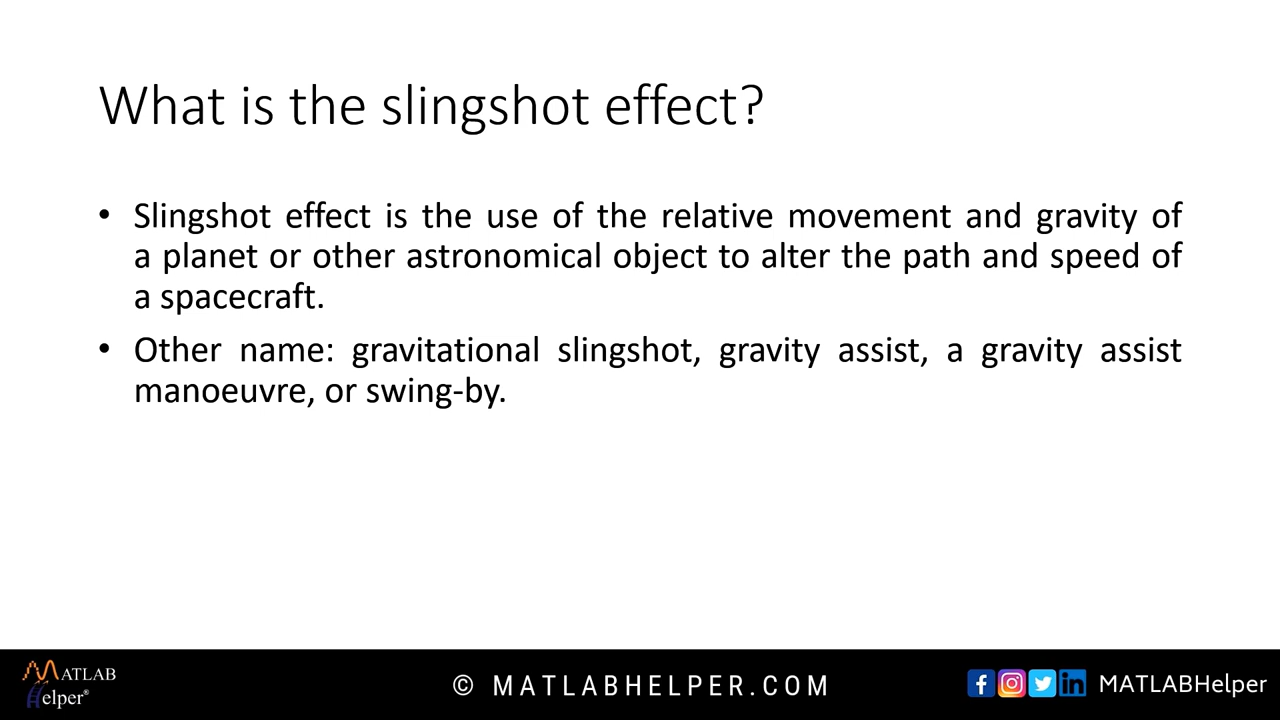 What is the slingshot effect?
• Slingshot effect is the use of the relative movement and gravity of
a planet or other astronomical object to alter the path and speed of
a spacecraft.
• Other name: gravitational slingshot, gravity assist, a gravity assist
manoeuvre, or swing-by.
MATLAB
Helper®
© MATLABHELPER.COM
MATLABHelper